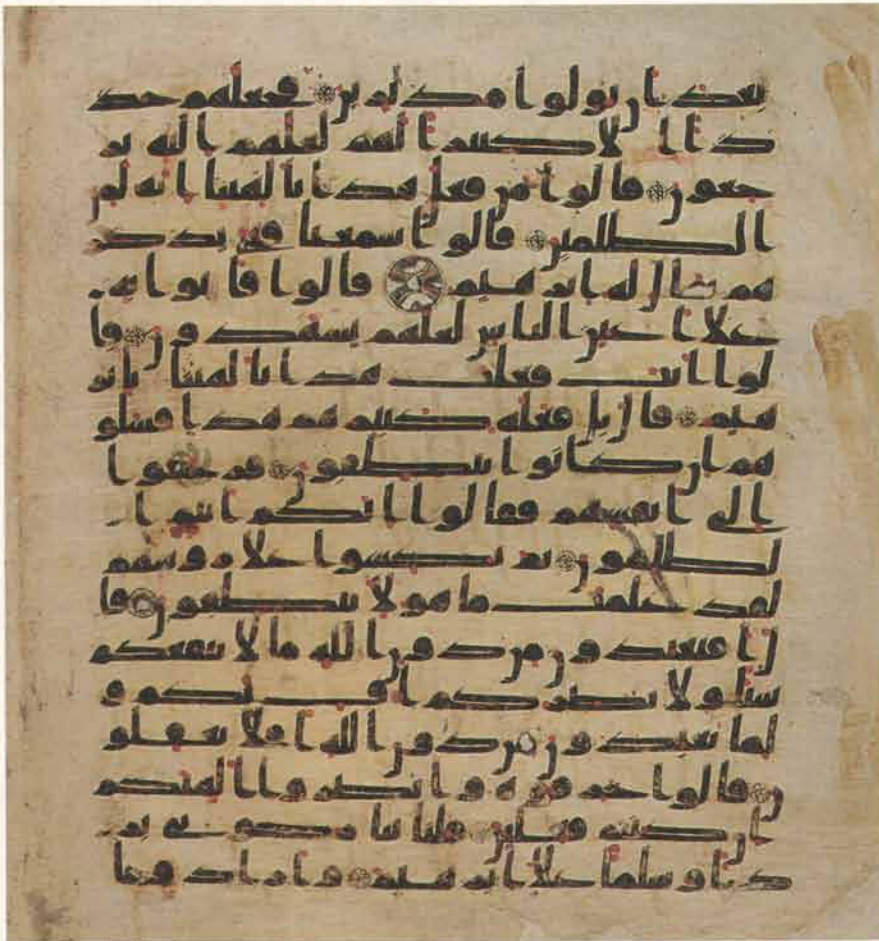 بعد ان تولوا مدبرين فجعلهم جذ
ذا الا كبيرا لهم لعلهم اليه ير
جعون قالوا من فعل هذا بالهتنا انه لمن
الظلمين قالوا سمعنا فتى يذكر
هم يقال له ابرهيم قالوا فاتوا به
على اعين الناس لعلهم يشهدون قا
لوا انت فعلت هذا بالهتنا يابر
هيم قال بل فعله كبيرهم هذا فسلو
هم ان كانوا ينطقون فرجعوا
الى انفسهم فقالوا انكم انتم ا
لظلمون ثم نكسوا على روسهم
لقد علمت ما هولا ينطقون قا
ل افتعبدون من دون الله ما لا ينفعكم
شيا ولا يضركم اف لكم و
لما تعبدون من دون الله افلا تعقلو
ن قالوا حرقوه وانصروا الهتكم
ان كنتم فعلين قلنا ينار كوني بر
دا وسلما على ابرهيم وارادوا